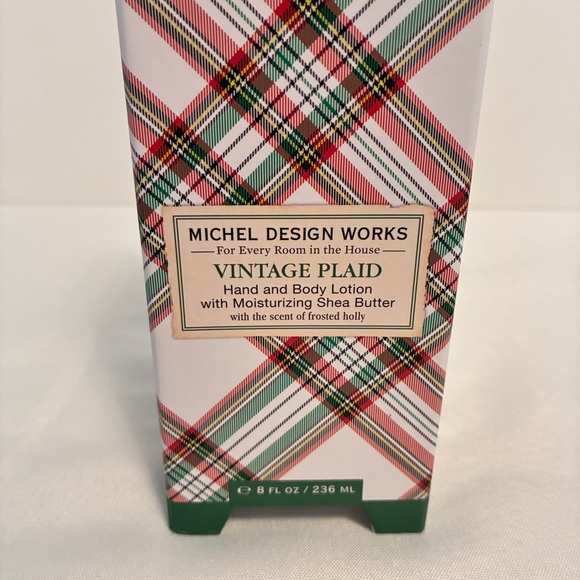 MICHEL DESIGN WORKS
For Every Room in the House
VINTAGE PLAID
Hand and Body Lotion
with Moisturizing Shea Butter
with the scent of frosted holly
℮ 8 FL OZ / 236 ML